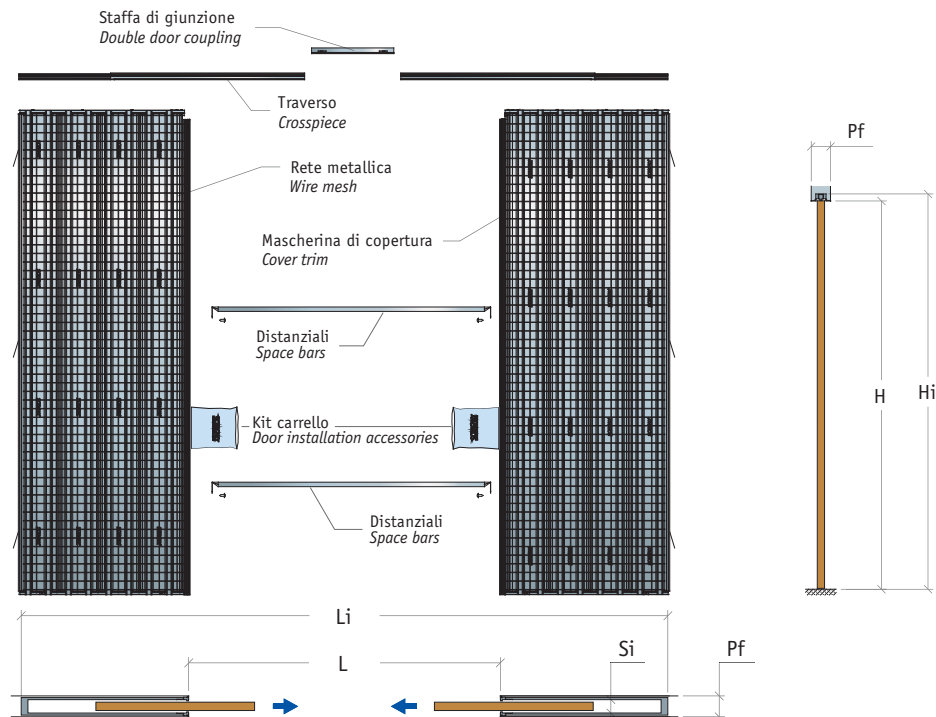 Staffa di giunzione
Double door coupling
Traverso
Crosspiece
Rete metallica
Wire mesh
Mascherina di copertura
Cover trim
Distanziali
Space bars
Kit carrello
Door installation accessories
Distanziali
Space bars
Pf
H
Hi
Li
L
Si
Pf